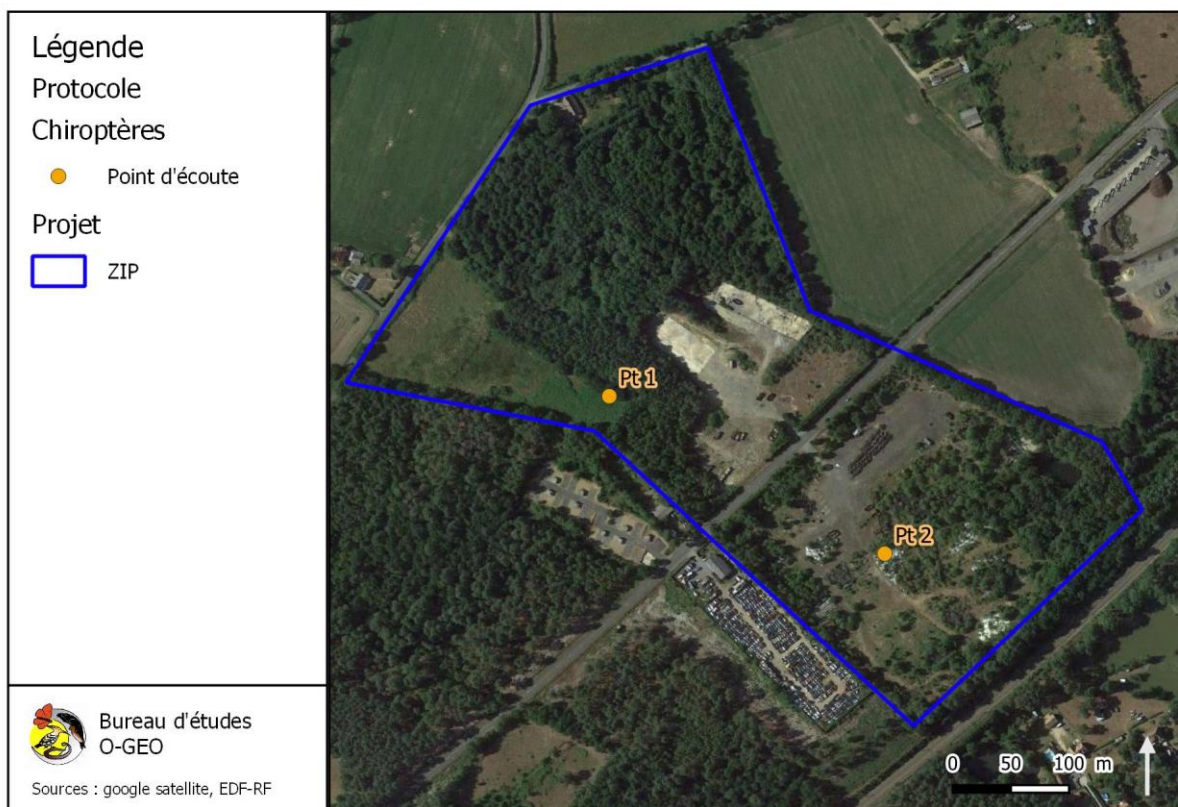 Légende
Protocole
Chiroptères
Point d'écoute
Projet
ZIP
Bureau d'études
O-GEO
Sources : google satellite, EDF-RF
Pt 1
Pt 2
0 50 100 m